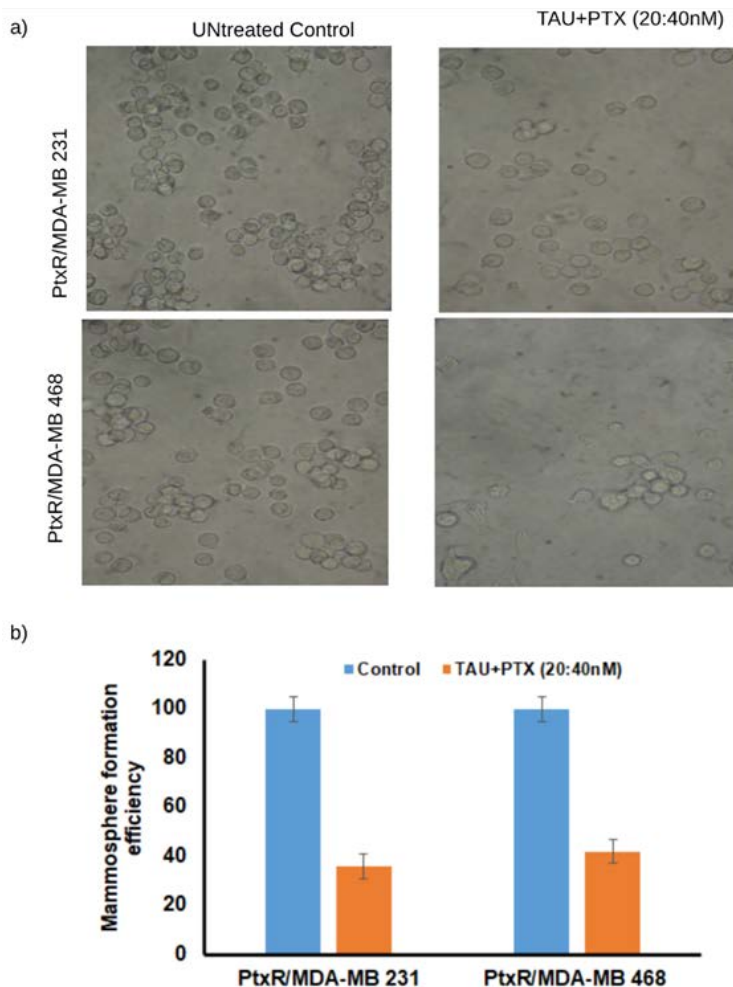 a)
UNtreated Control
TAU+PTX (20:40nM)
PtxR/MDA-MB 231
PtxR/MDA-MB 468
b)
120
100
80
60
40
20
0
Mammosphere formation
efficiency
Control
TAU+PTX (20:40nM)
PtxR/MDA-MB 231
PtxR/MDA-MB 468